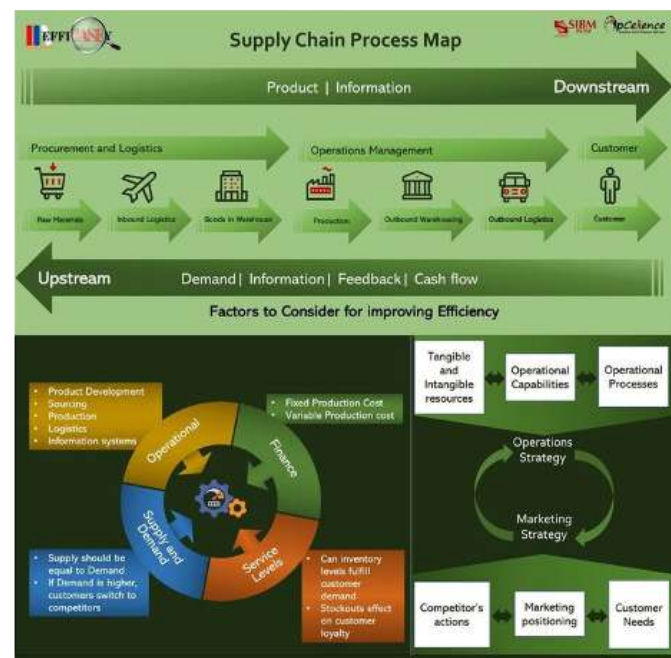 EFFICANEY
SIBM
OpCelence
Supply Chain Process Map
Product | Information
Downstream
Procurement and Logistics
Operations Management
Customer
Raw Materials
Inbound Logistics
Goods in Warehouse
Production
Outbound Warehousing
Outbound Logistics
Customer
Upstream
Demand| Information| Feedback| Cash flow
Factors to Consider for improving Efficiency
• Product Development
• Sourcing
• Production
• Logistics
• Information systems
• Fixed Production Cost
• Variable Production cost
Operational
Finance
Supply and
Demand
Service
Levels
• Supply should be
equal to Demand
• If Demand is higher,
customers switch to
competitors
• Can inventory
levels fulfill
customer
demand
• Stockouts effect
on customer
loyalty
Tangible
and
Intangible
resources
Operational
Capabilities
Operational
Processes
Operations
Strategy
Marketing
Strategy
Competitor's
actions
Marketing
positioning
Customer
Needs